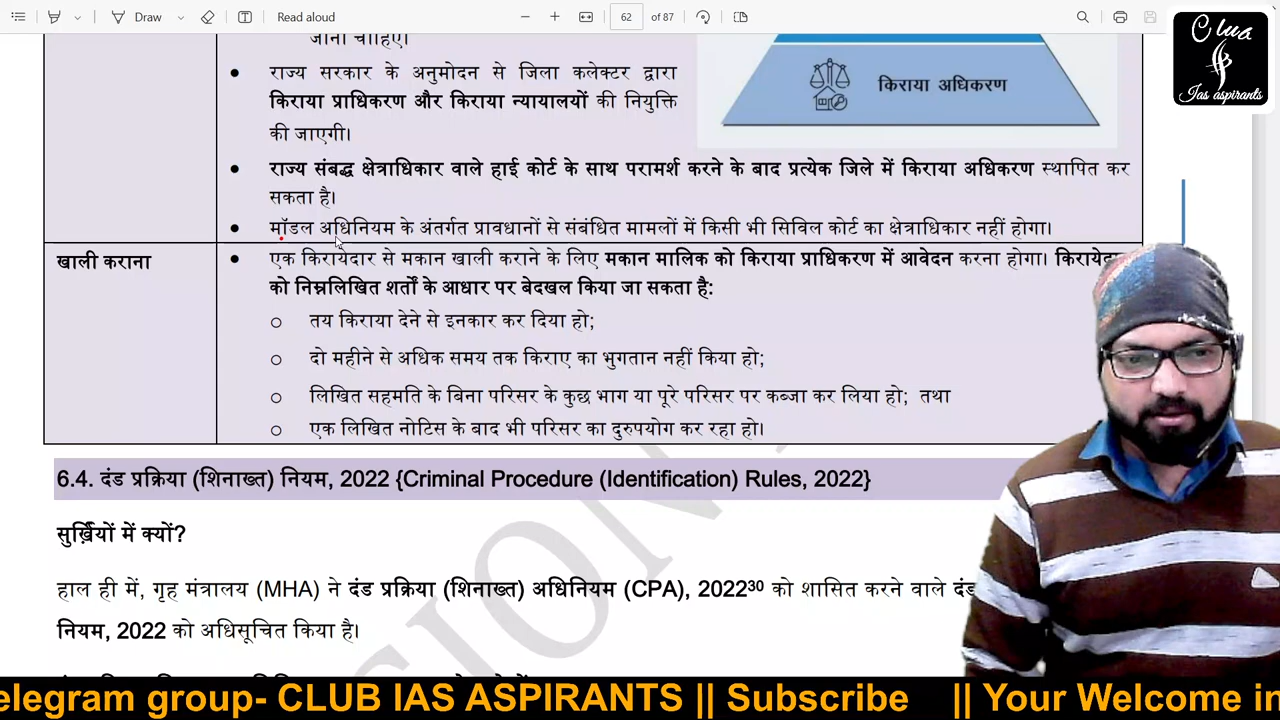 Draw
Read aloud
62 of 87
Clua
Ias aspirants
जाना चाहिए।
राज्य सरकार के अनुमोदन से जिला कलेक्टर द्वारा
किराया प्राधिकरण और किराया न्यायालयों की नियुक्ति
की जाएगी।
किराया अधिकरण
राज्य संबद्ध क्षेत्राधिकार वाले हाई कोर्ट के साथ परामर्श करने के बाद प्रत्येक जिले में किराया अधिकरण स्थापित कर
सकता है।
मॉडल अधिनियम के अंतर्गत प्रावधानों से संबंधित मामलों में किसी भी सिविल कोर्ट का क्षेत्राधिकार नहीं होगा।
खाली कराना
एक किरायेदार से मकान खाली कराने के लिए मकान मालिक को किराया प्राधिकरण में आवेदन करना होगा।
को निम्नलिखित शर्तों के आधार पर बेदखल किया जा सकता है:
तय किराया देने से इनकार कर दिया हो;
दो महीने से अधिक समय तक किराए का भुगतान नहीं किया हो;
लिखित सहमति के बिना परिसर के कुछ भाग या पूरे परिसर पर कब्जा कर लिया हो; तथा
एक लिखित नोटिस के बाद भी परिसर का दुरुपयोग कर रहा हो।
6.4. दंड प्रक्रिया (शिनाख्त) नियम, 2022 {Criminal Procedure (Identification) Rules, 2022}
सुर्ख़ियों में क्यों?
हाल ही में, गृह मंत्रालय (MHA) ने दंड प्रक्रिया (शिनाख्त) अधिनियम (CPA), 2022³⁰ को शासित करने वाले दंड
नियम, 2022 को अधिसूचित किया है।
elegram group- CLUB IAS ASPIRANTS || Subscribe || Your Welcome in